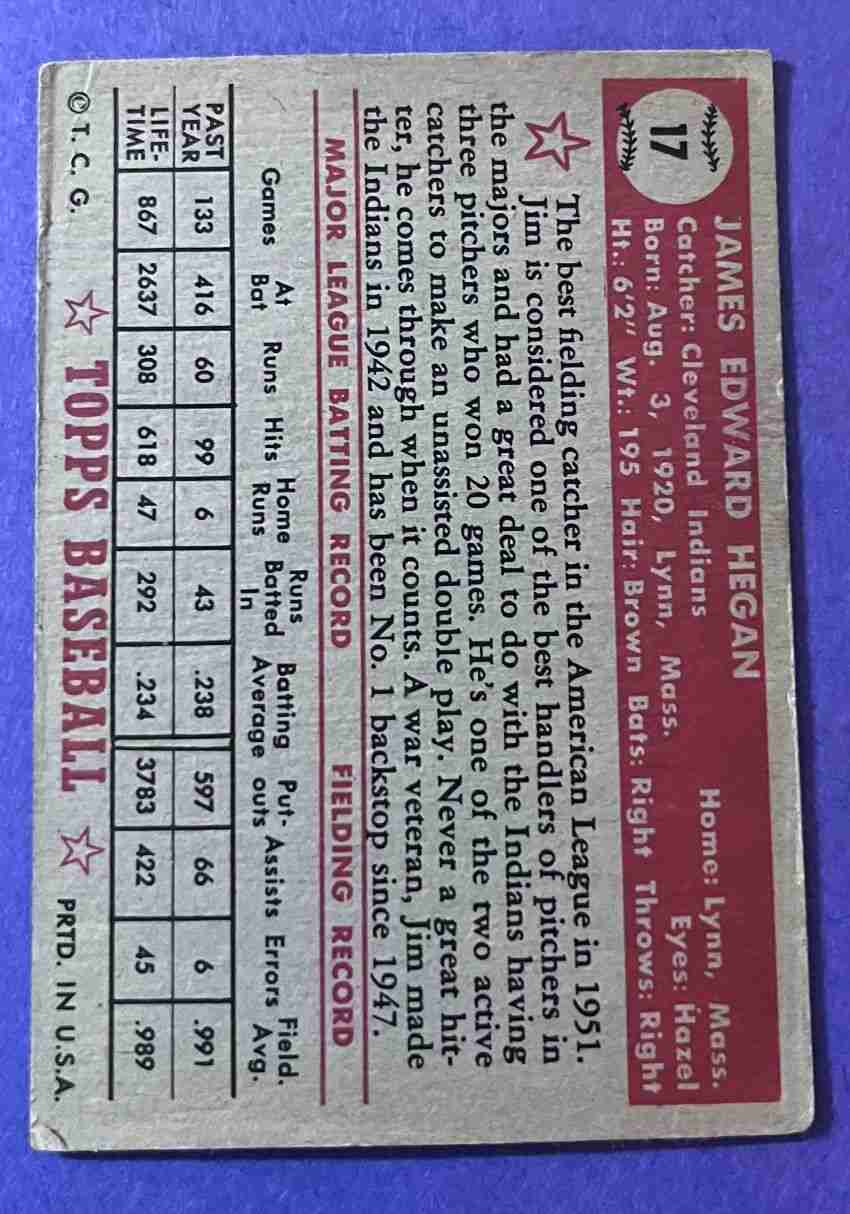 17
JAMES EDWARD HEGAN
Catcher: Cleveland Indians Home: Lynn, Mass.
Born: Aug. 3, 1920, Lynn, Mass. Eyes: Hazel
Ht.: 6'2" Wt.: 195 Hair: Brown Bats: Right Throws: Right
The best fielding catcher in the American League in 1951.
Jim is considered one of the best handlers of pitchers in
the majors and had a great deal to do with the Indians having
three pitchers who won 20 games. He's one of the two active
catchers to make an unassisted double play. Never a great hit-
ter, he comes through when it counts. A war veteran, Jim made
the Indians in 1942 and has been No. 1 backstop since 1947.
MAJOR LEAGUE BATTING RECORD FIELDING RECORD
Games At Bat Runs Hits Home Runs Runs Batted In Batting Average Put-outs Assists Errors Field. Avg.
PAST YEAR 133 416 60 99 6 43 .238 597 66 6 .991
LIFE-TIME 867 2637 308 618 47 292 .234 3783 422 45 .989
© T. C. G. TOPPS BASEBALL PRTD. IN U.S.A.